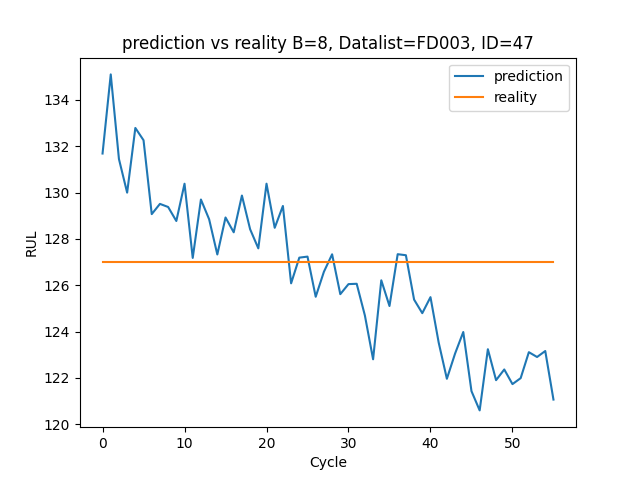 prediction vs reality B=8, Datalist=FD003, ID=47
prediction
reality
134
132
130
128
126
124
122
120
RUL
0 10 20 30 40 50
Cycle